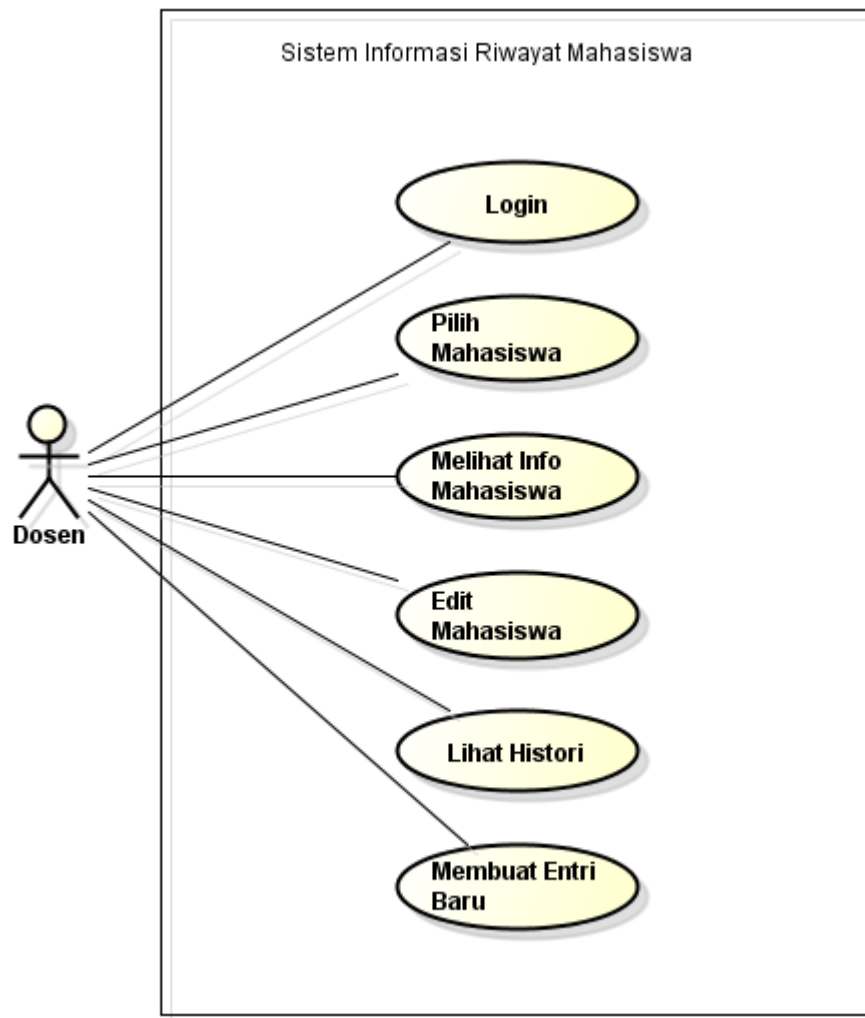 Sistem Informasi Riwayat Mahasiswa
Login
Pilih
Mahasiswa
Melihat Info
Mahasiswa
Dosen
Edit
Mahasiswa
Lihat Histori
Membuat Entri
Baru